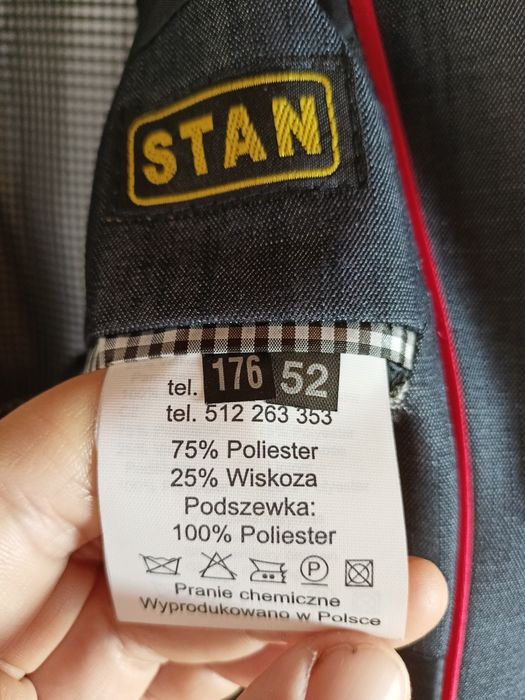 STAN
tel. 176 52
tel. 512 263 353
75% Poliester
25% Wiskoza
Podszewka:
100% Poliester
P
Pranie chemiczne
Wyprodukowano w Polsce